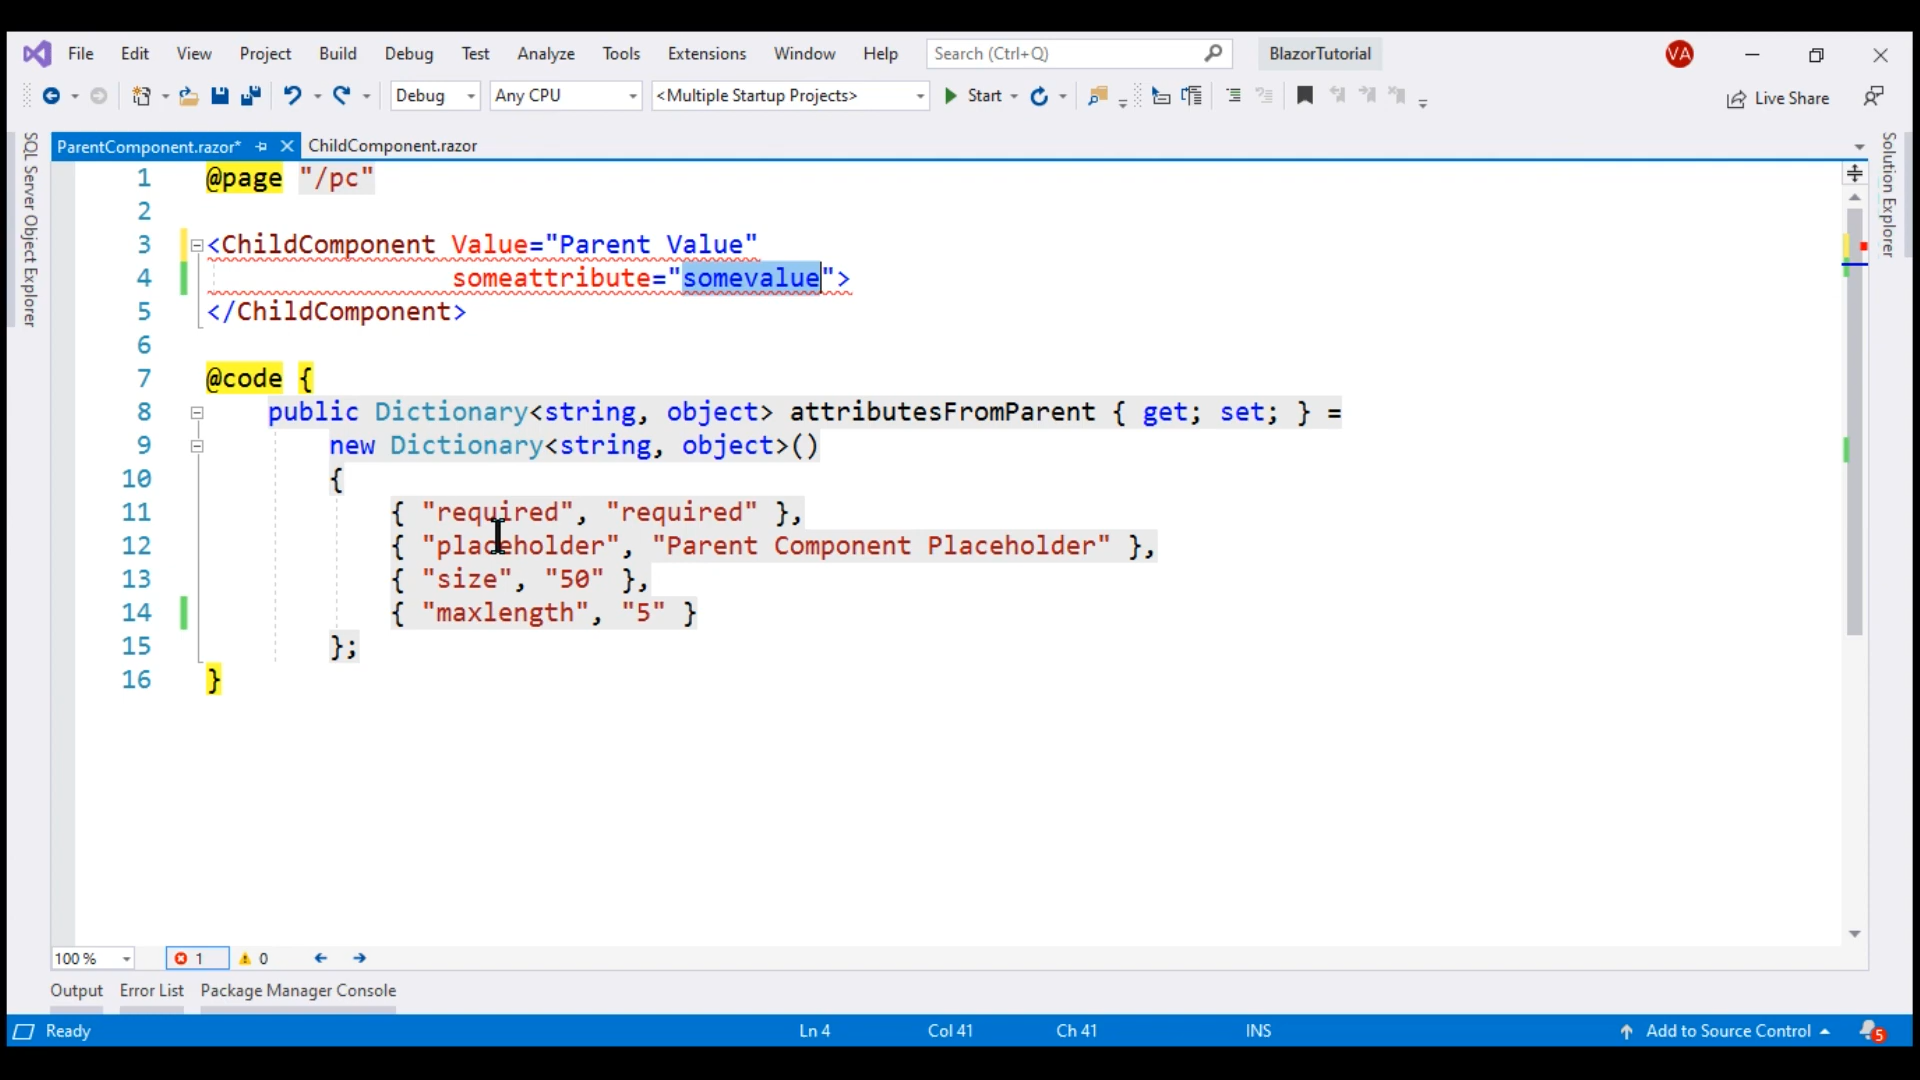 File Edit View Project Build Debug Test Analyze Tools Extensions Window Help Search (Ctrl+Q) BlazorTutorial VA
Debug Any CPU <Multiple Startup Projects> Start Live Share
SQL Server Object Explorer
ParentComponent.razor* ChildComponent.razor
Solution Explorer
1 @page "/pc"
2
3 <ChildComponent Value="Parent Value"
4 someattribute="somevalue">
5 </ChildComponent>
6
7 @code {
8 public Dictionary<string, object> attributesFromParent { get; set; } =
9 new Dictionary<string, object>()
10 {
11 { "required", "required" },
12 { "placeholder", "Parent Component Placeholder" },
13 { "size", "50" },
14 { "maxlength", "5" }
15 };
16 }
100 % 1 0
Output Error List Package Manager Console
Ready Ln 4 Col 41 Ch 41 INS Add to Source Control 5